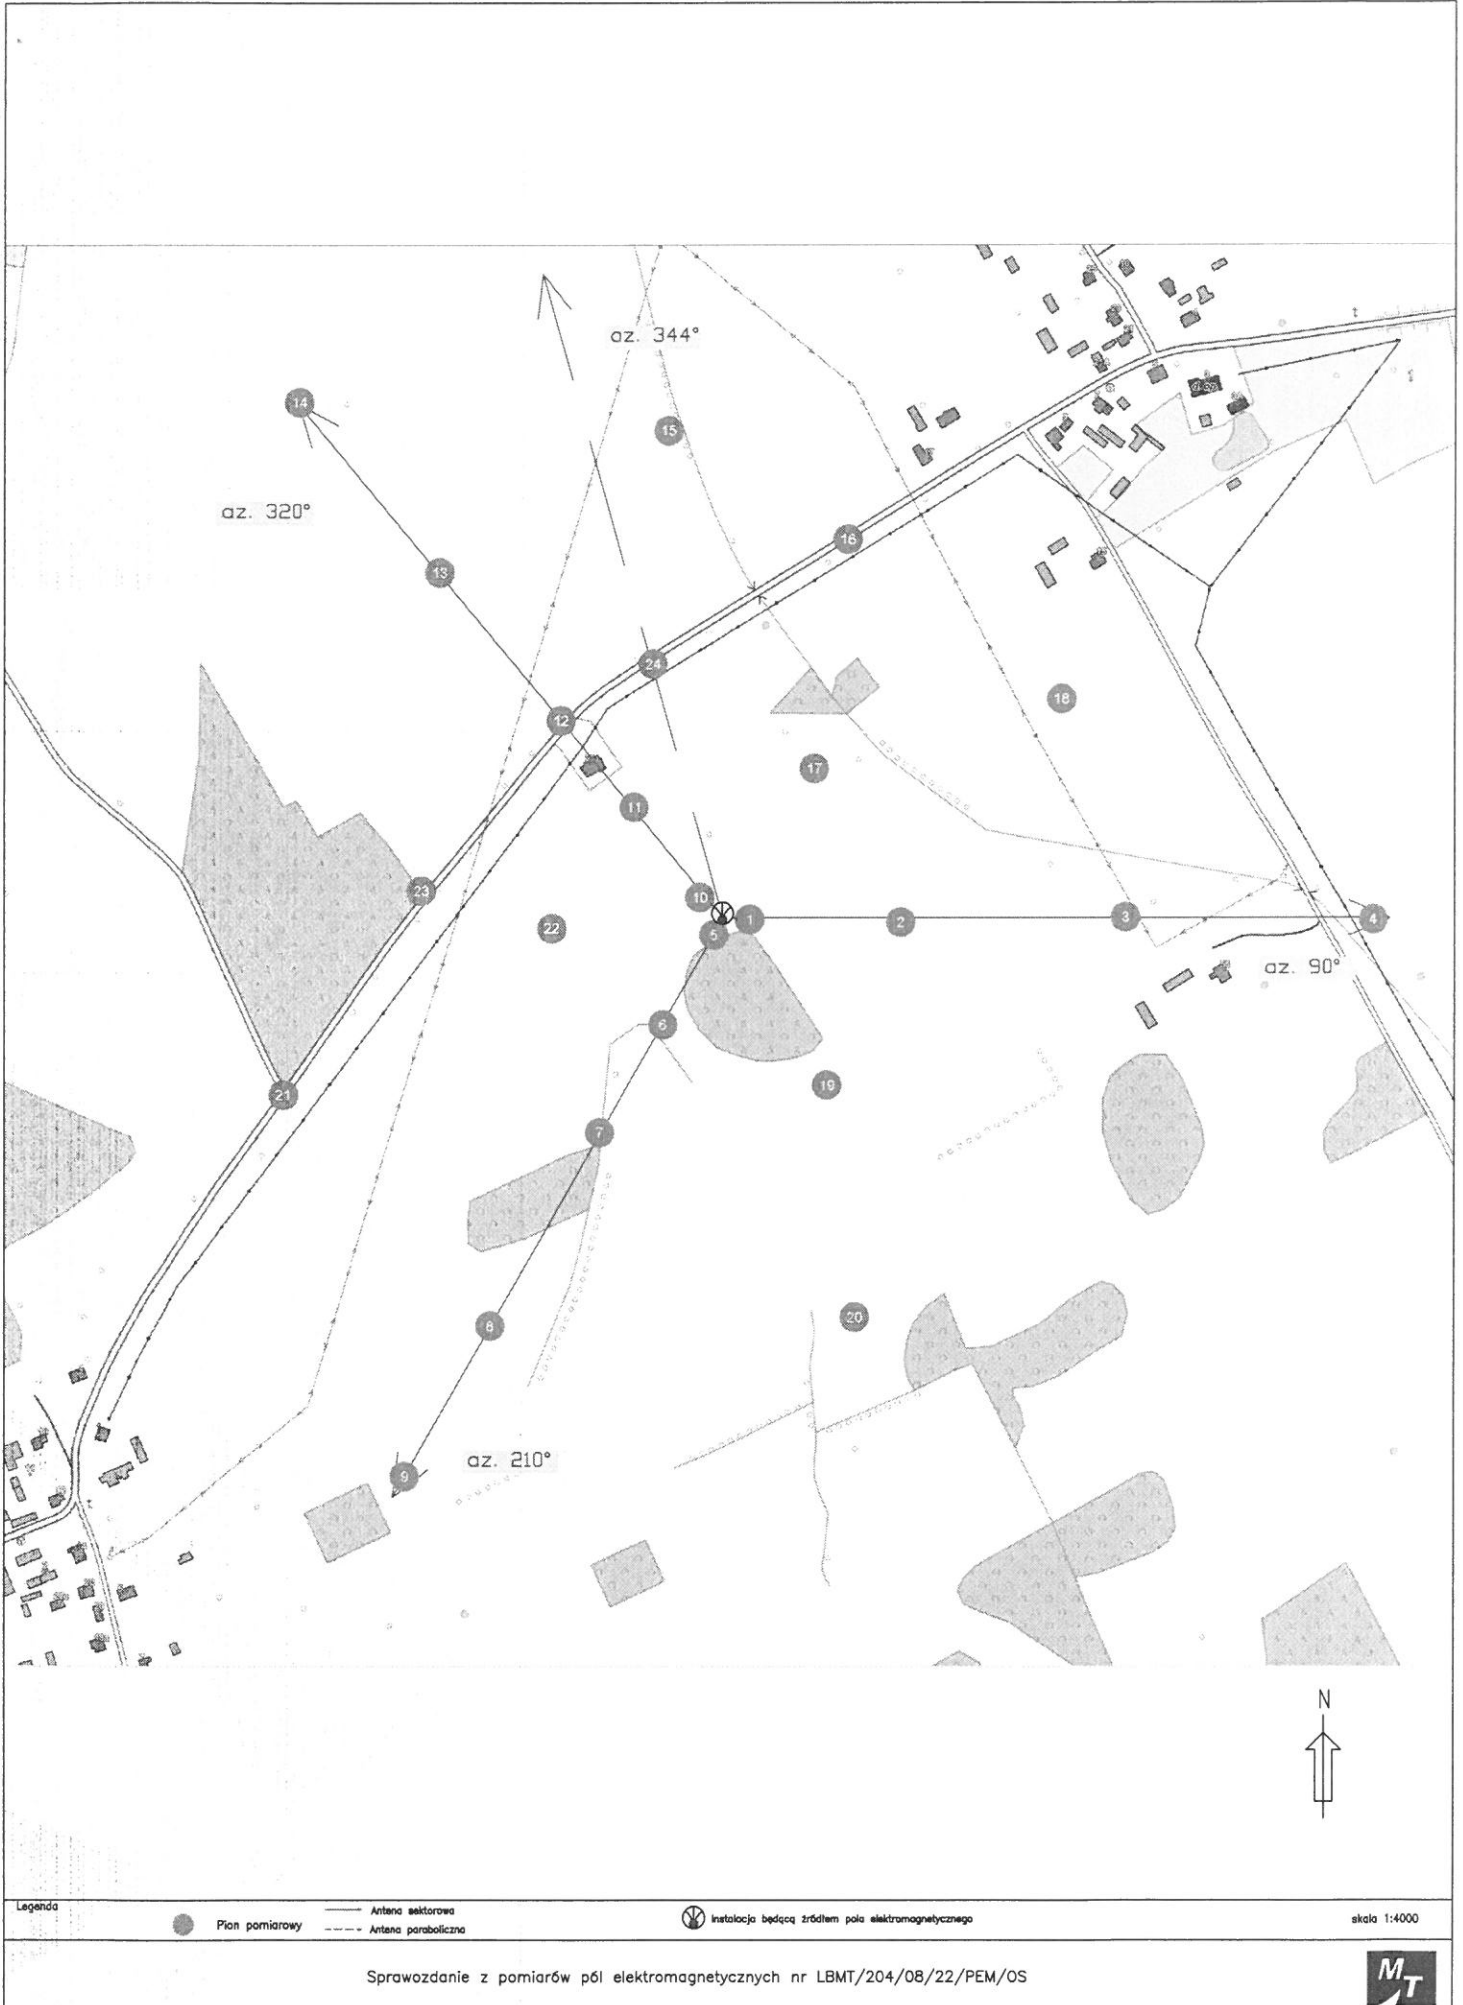 az. 344°
14
15
az. 320°
16
13
24
18
12
17
11
23
10
22
5
1
2
3
4
az. 90°
6
19
21
7
20
8
az. 210°
9
N
Legenda
Pion pomiarowy
Antena sektorowa
Antena paraboliczna
instalacja będącą źródłem pola elektromagnetycznego
skala 1:4000
Sprawozdanie z pomiarów pól elektromagnetycznych nr LBMT/204/08/22/PEM/OS
MT